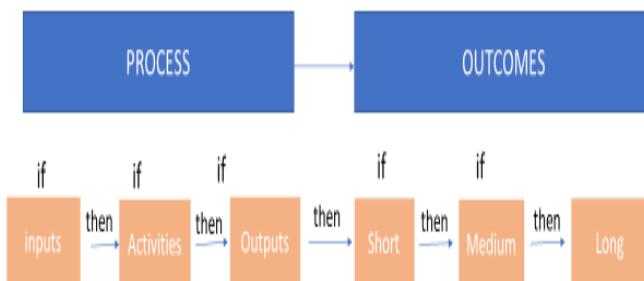 PROCESS OUTCOMES
if if if if if
then then then then then
inputs Activities Outputs Short Medium Long